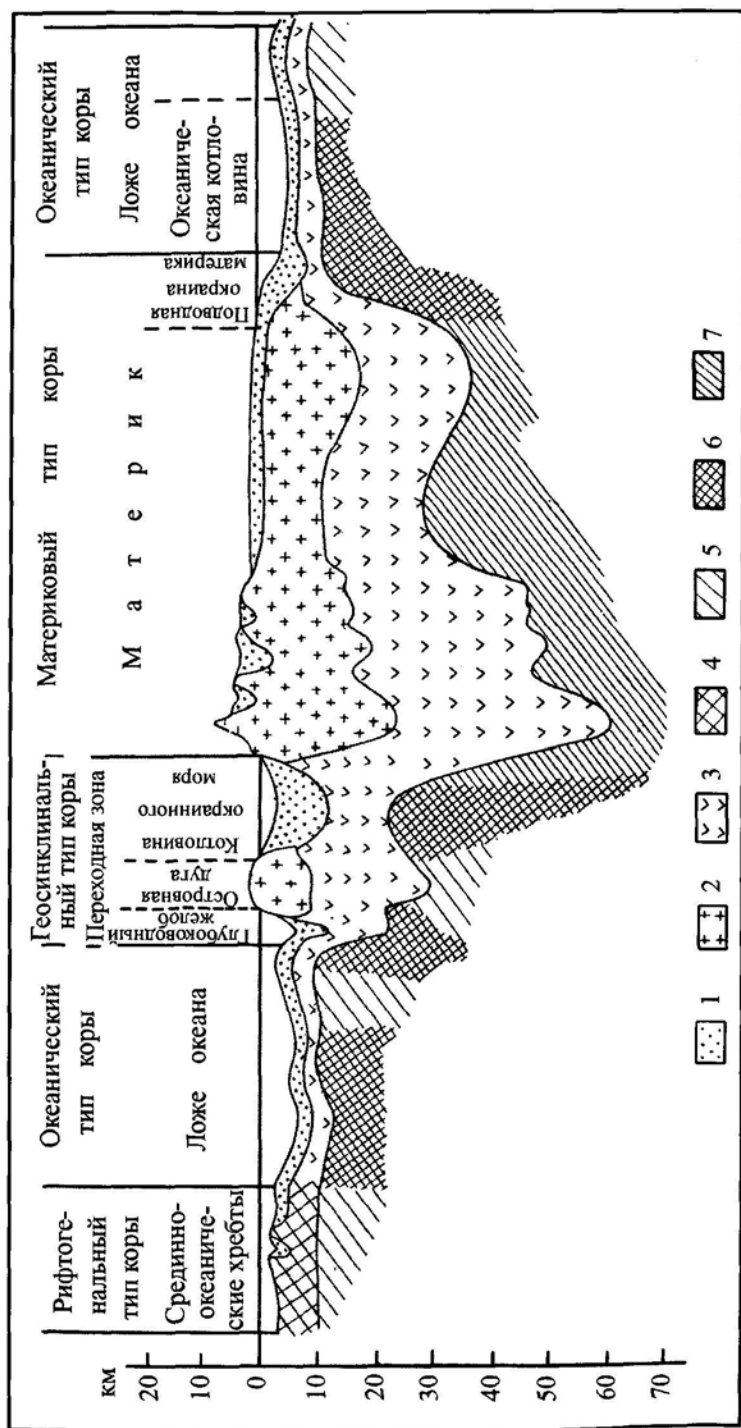 Рифтоге-
нальный
тип коры
Срединно-
океаниче-
ские хребты
Океанический
тип коры
Ложе океана
Геосинклиналь-
ный тип коры
Переходная зона
Глубоководный
желоб
Островная
дуга
Котловина
окраинного
моря
Материковый тип коры
Материк
Подводная
окраина
материка
Океанический
тип коры
Ложе океана
Океаниче-
ская котло-
вина
км
20
10
0
10
20
30
40
50
60
70
1
2
3
4
5
6
7